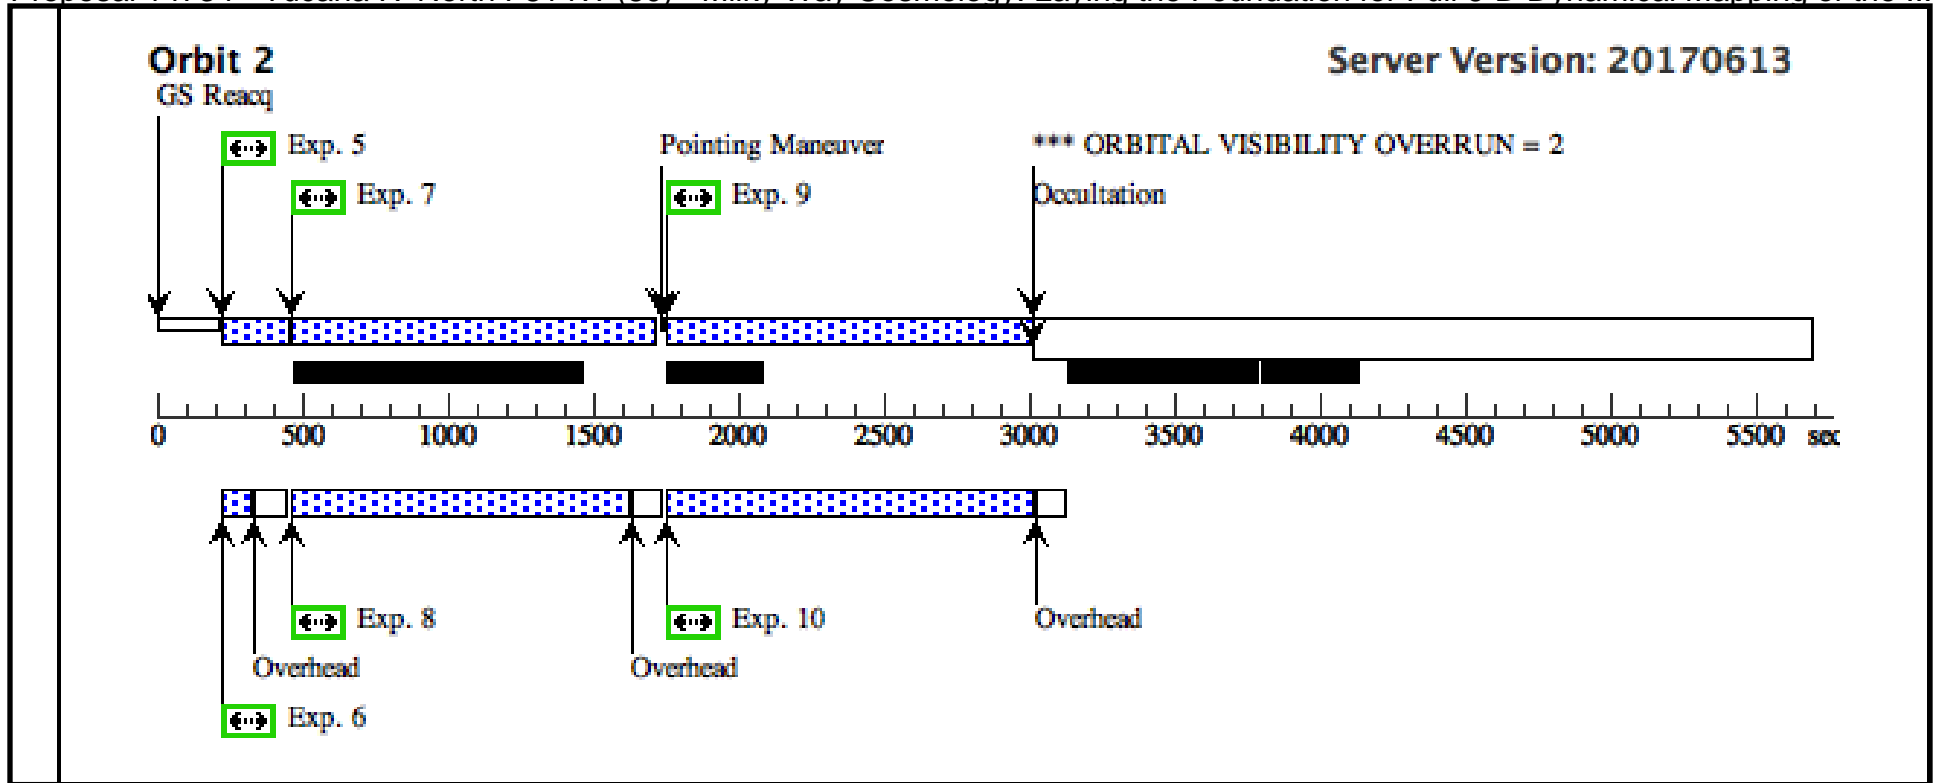 Orbit 2
Server Version: 20170613
GS Reacq
Exp. 5
Pointing Maneuver
*** ORBITAL VISIBILITY OVERRUN = 2
Exp. 7
Exp. 9
Occultation
0 500 1000 1500 2000 2500 3000 3500 4000 4500 5000 5500 sec
Exp. 8
Exp. 10
Overhead
Overhead
Overhead
Exp. 6